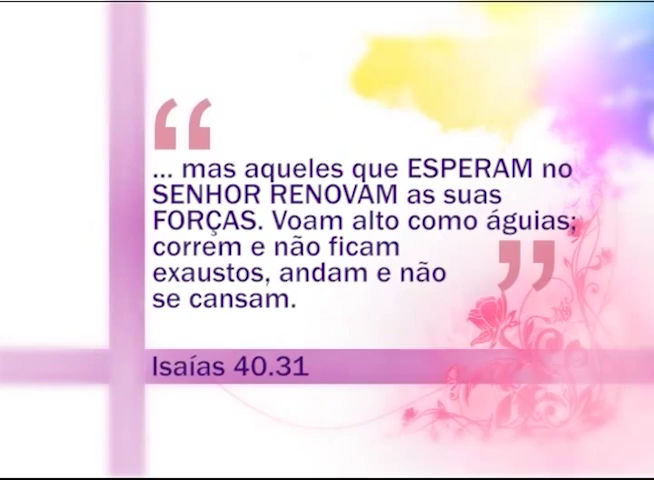 “
... mas aqueles que ESPERAM no
SENHOR RENOVAM as suas
FORÇAS. Voam alto como águias;
correm e não ficam
exaustos, andam e não
se cansam.
”
Isaías 40.31